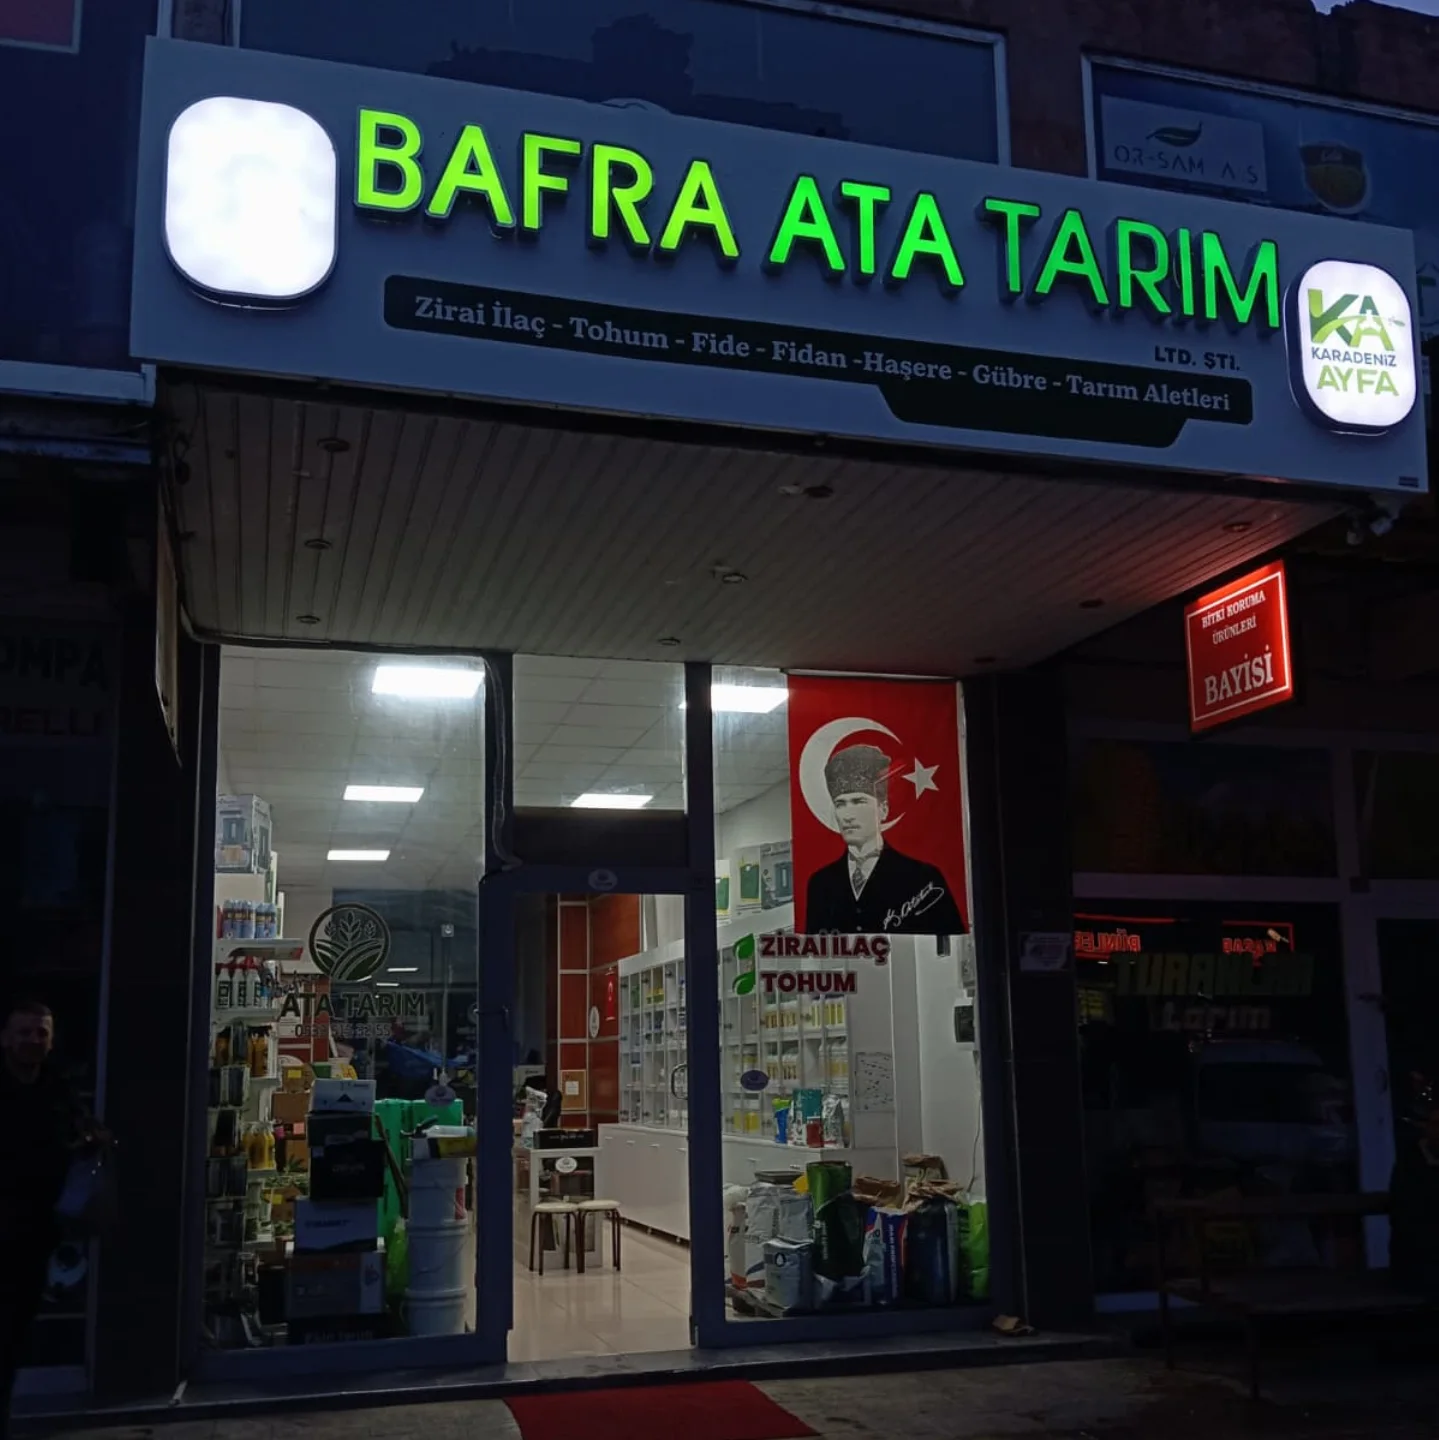 OR-SAM A.S
BAFRA ATA TARIM
LTD. ŞTİ.
Zirai İlaç - Tohum - Fide - Fidan -Haşere - Gübre - Tarım Aletleri
KA
KARADENİZ
AYFA
BİTKİ KORUMA
ÜRÜNLERİ
BAYİSİ
ZİRAİ İLAÇ
TOHUM
ATA TARIM
tarım